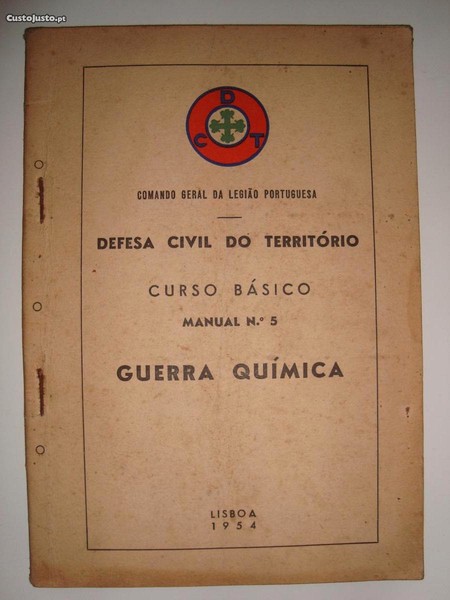 CustoJusto.pt
D
C T
COMANDO GERAL DA LEGIÃO PORTUGUESA
DEFESA CIVIL DO TERRITÓRIO
CURSO BÁSICO
MANUAL N.º 5
GUERRA QUÍMICA
LISBOA
1954